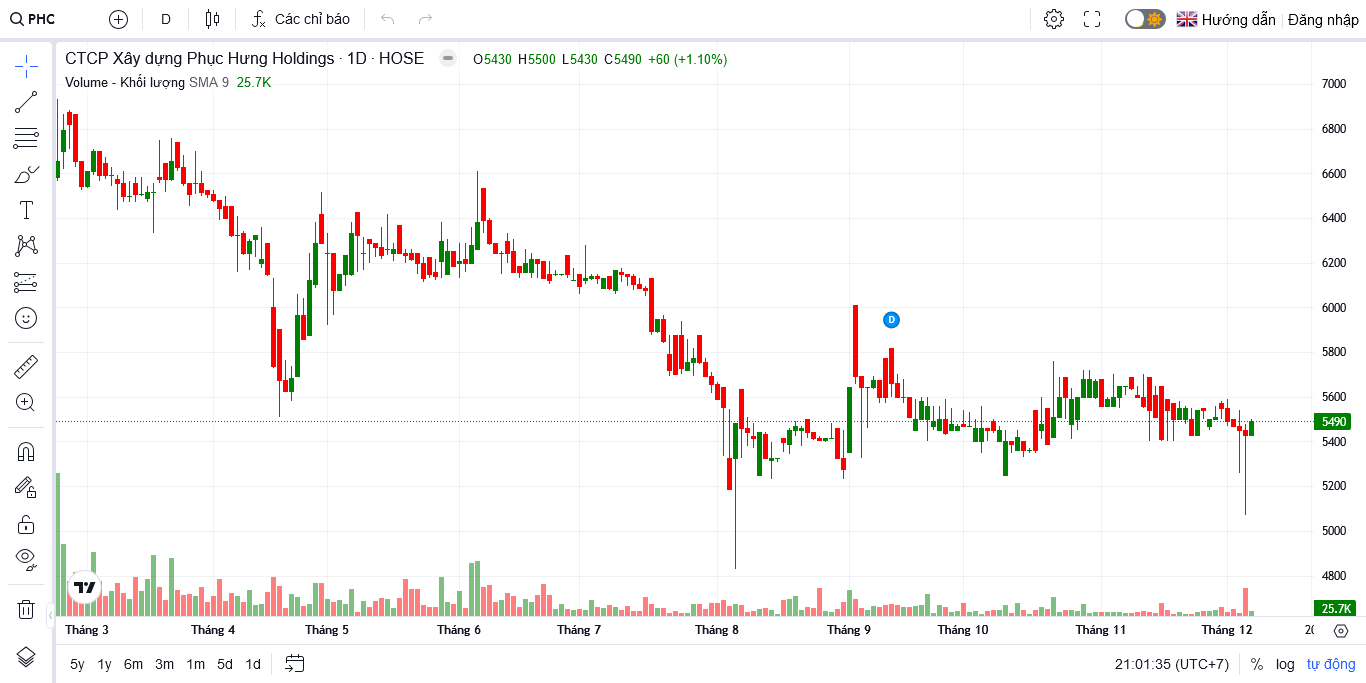 PHC D Các chỉ báo Hướng dẫn Đăng nhập
CTCP Xây dựng Phục Hưng Holdings · 1D · HOSE O5430 H5500 L5430 C5490 +60 (+1.10%)
Volume - Khối lượng SMA 9 25.7K
7000
6800
6600
6400
6200
6000
D
5800
5600
5490
5400
5200
5000
4800
25.7K
Tháng 3 Tháng 4 Tháng 5 Tháng 6 Tháng 7 Tháng 8 Tháng 9 Tháng 10 Tháng 11 Tháng 12
5y 1y 6m 3m 1m 5d 1d 21:01:35 (UTC+7) % log tự động